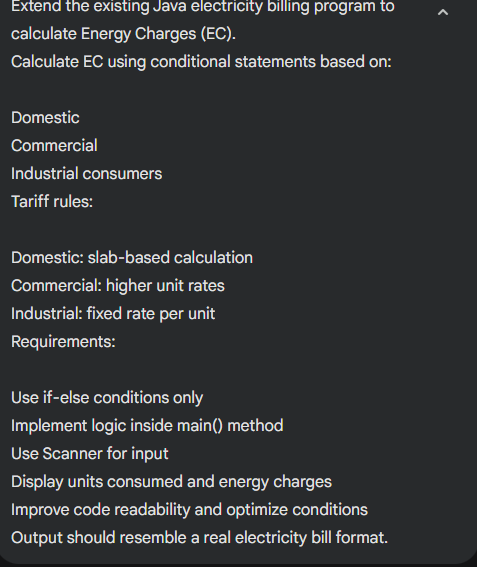 Extend the existing Java electricity billing program to
calculate Energy Charges (EC).
Calculate EC using conditional statements based on:
Domestic
Commercial
Industrial consumers
Tariff rules:
Domestic: slab-based calculation
Commercial: higher unit rates
Industrial: fixed rate per unit
Requirements:
Use if-else conditions only
Implement logic inside main() method
Use Scanner for input
Display units consumed and energy charges
Improve code readability and optimize conditions
Output should resemble a real electricity bill format.